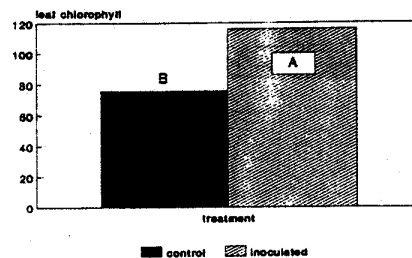 leaf chlorophyll
120
100
80
60
40
20
0
B
A
treatment
control
inoculated